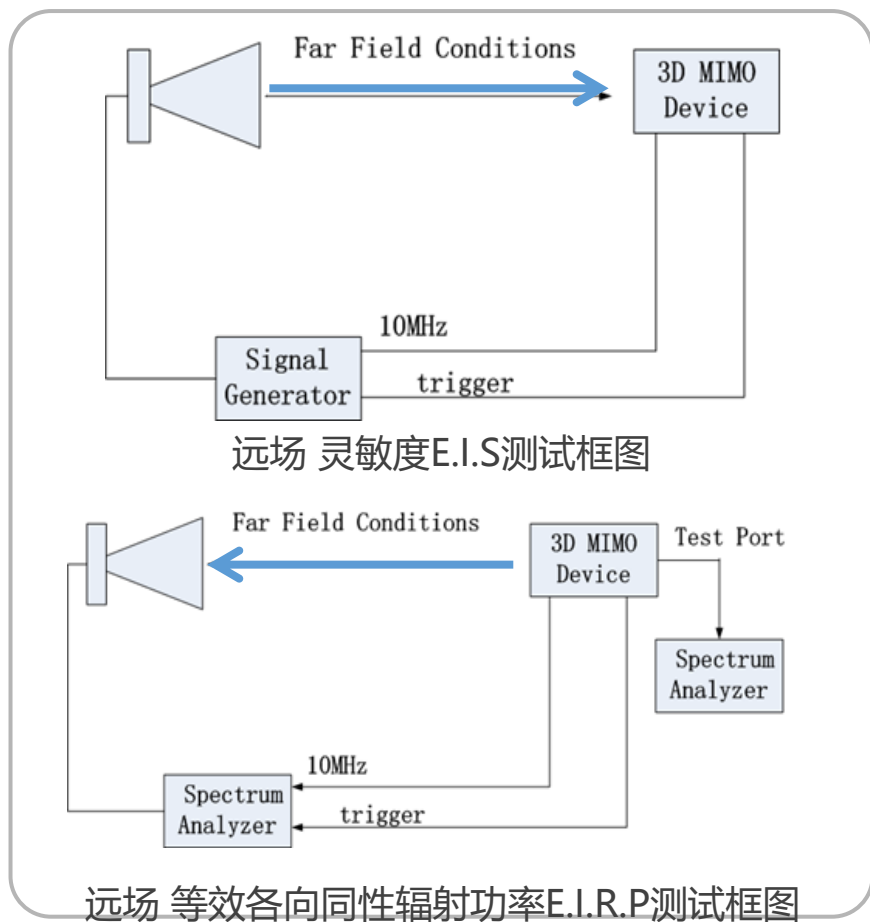 Far Field Conditions
3D MIMO
Device
10MHz
Signal
Generator
trigger
远场 灵敏度E.I.S测试框图
Far Field Conditions
3D MIMO
Device
Test Port
Spectrum
Analyzer
10MHz
Spectrum
Analyzer
trigger
远场 等效各向同性辐射功率E.I.R.P测试框图